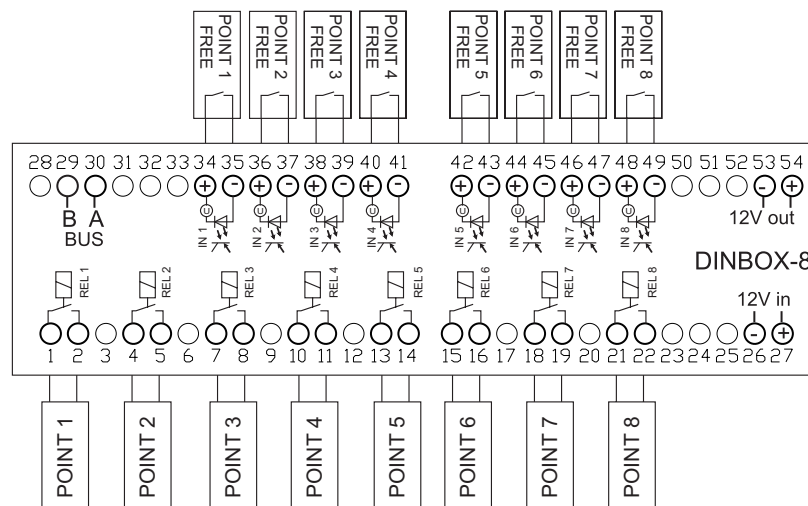 POINT 1
FREE
POINT 2
FREE
POINT 3
FREE
POINT 4
FREE
POINT 5
FREE
POINT 6
FREE
POINT 7
FREE
POINT 8
FREE
28 29 30 31 32 33 34 35 36 37 38 39 40 41 42 43 44 45 46 47 48 49 50 51 52 53 54
+ - + - + - + - + - + - + - + - - +
C C C C C C C C
B A
BUS
IN 1 IN 2 IN 3 IN 4 IN 5 IN 6 IN 7 IN 8
12V out
DINBOX-8
REL 1 REL 2 REL 3 REL 4 REL 5 REL 6 REL 7 REL 8
12V in
- +
1 2 3 4 5 6 7 8 9 10 11 12 13 14 15 16 17 18 19 20 21 22 23 24 25 26 27
POINT 1
POINT 2
POINT 3
POINT 4
POINT 5
POINT 6
POINT 7
POINT 8